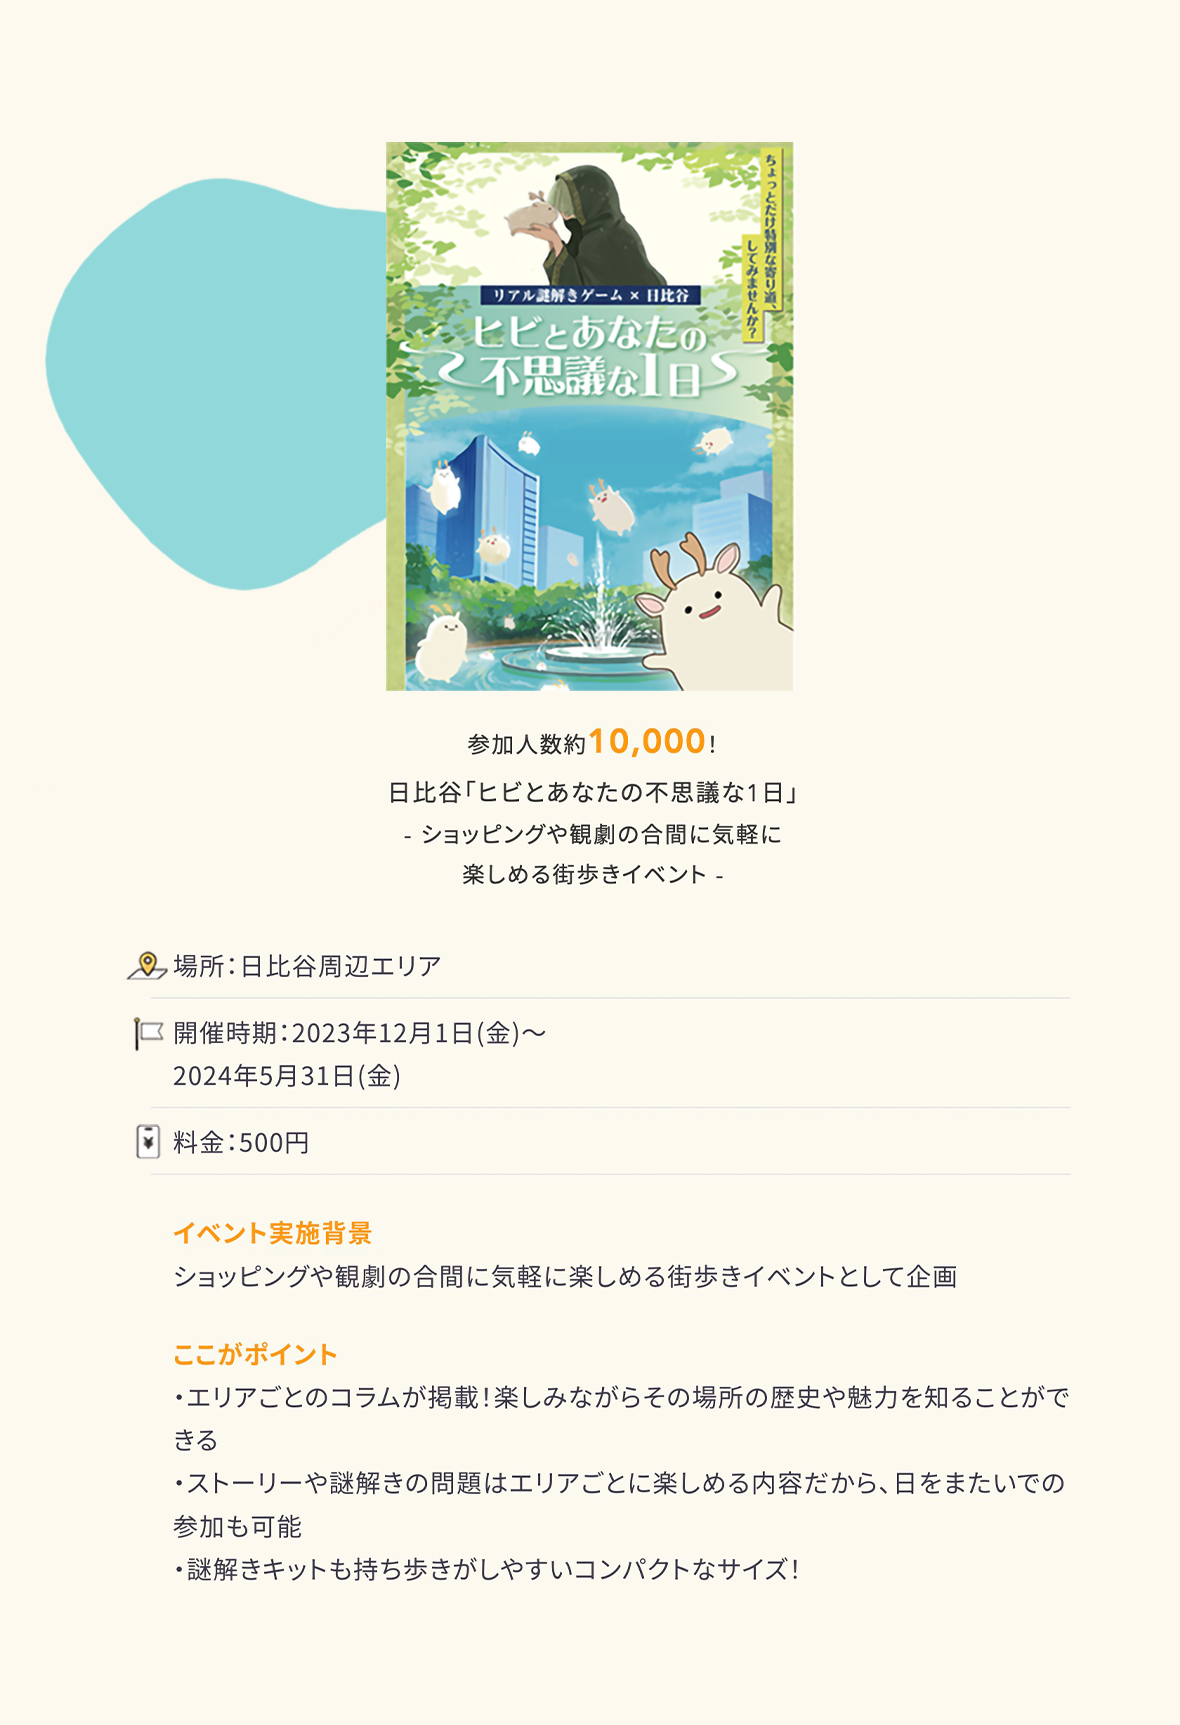 ちょっとだけ特別な寄り道、
してみませんか？
リアル謎解きゲーム × 日比谷
ヒビとあなたの
不思議な1日
参加人数約10,000！
日比谷「ヒビとあなたの不思議な1日」
- ショッピングや観劇の合間に気軽に
楽しめる街歩きイベント -
場所：日比谷周辺エリア
開催時期：2023年12月1日(金)～
2024年5月31日(金)
料金：500円
イベント実施背景
ショッピングや観劇の合間に気軽に楽しめる街歩きイベントとして企画
ここがポイント
・エリアごとのコラムが掲載！楽しみながらその場所の歴史や魅力を知ることがで
きる
・ストーリーや謎解きの問題はエリアごとに楽しめる内容だから、日をまたいでの
参加も可能
・謎解きキットも持ち歩きがしやすいコンパクトなサイズ！